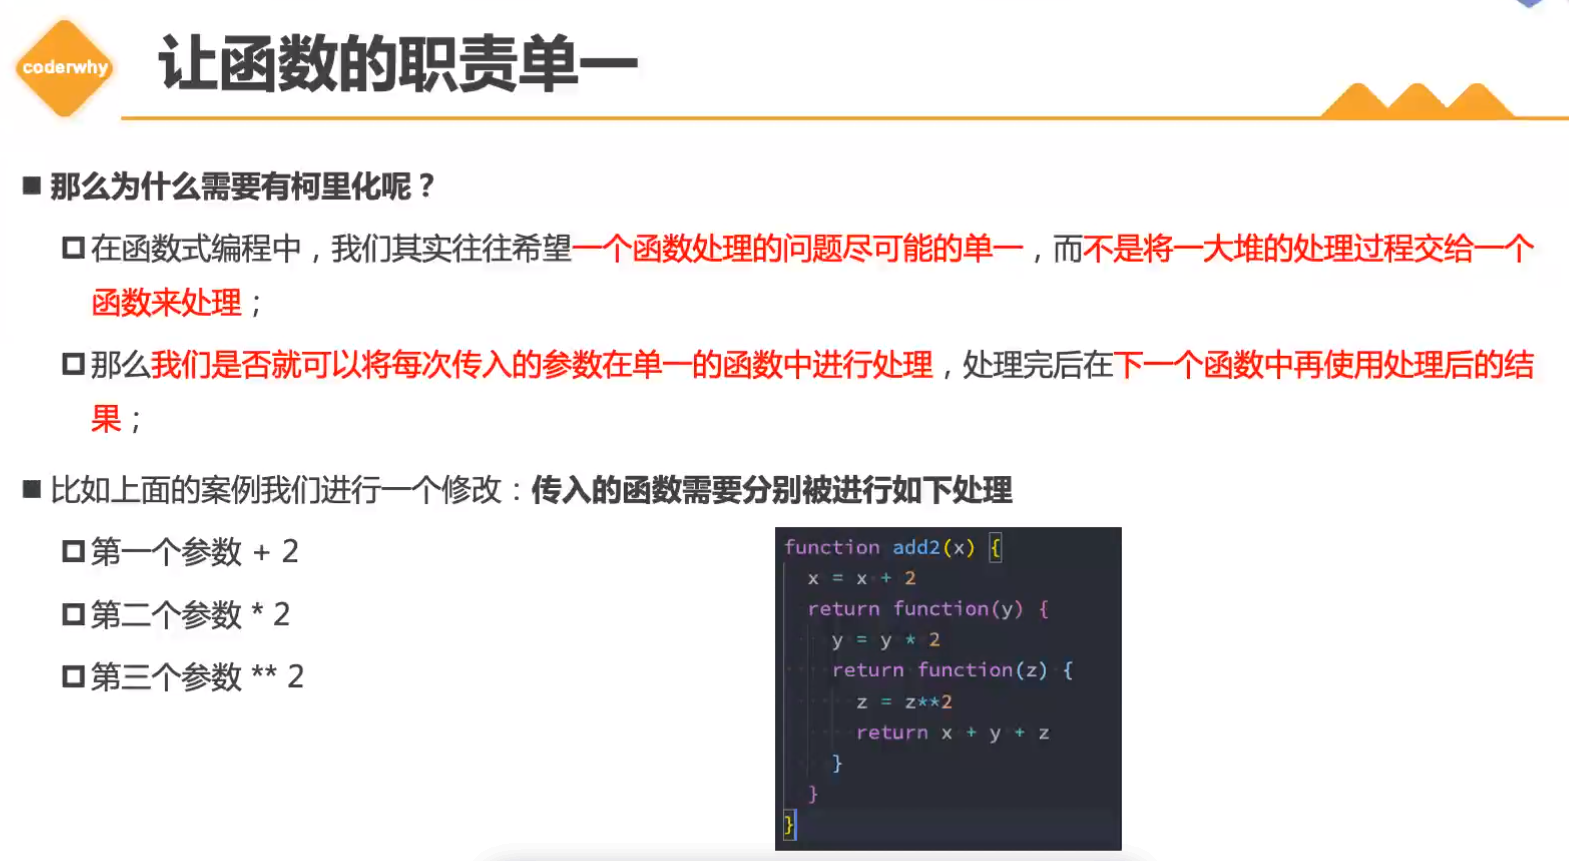 coderwhy
让函数的职责单一
那么为什么需要有柯里化呢？
在函数式编程中，我们其实往往希望一个函数处理的问题尽可能的单一，而不是将一大堆的处理过程交给一个
函数来处理；
那么我们是否就可以将每次传入的参数在单一的函数中进行处理，处理完后在下一个函数中再使用处理后的结
果；
比如上面的案例我们进行一个修改：传入的函数需要分别被进行如下处理
第一个参数 + 2
第二个参数 * 2
第三个参数 ** 2
function add2(x) {
x = x + 2
return function(y) {
y = y * 2
return function(z) {
z = z**2
return x + y + z
}
}
}